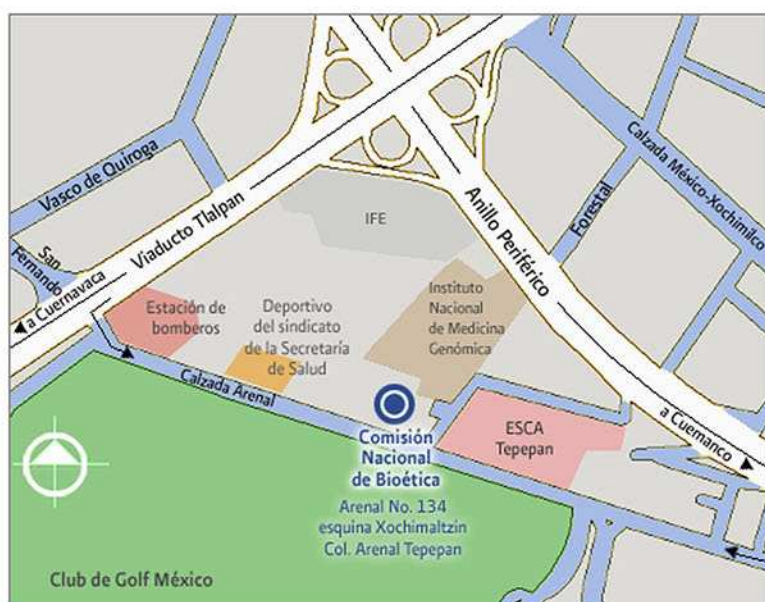 Vasco de Quiroga
San
Fernando
a Cuernavaca
Viaducto Tlalpan
IFE
Anillo Periférico
Forestal
Calzada México-Xochimilco
Estación de
bomberos
Deportivo
del sindicato
de la Secretaría
de Salud
Instituto
Nacional
de Medicina
Genómica
Calzada Arenal
ESCA
Tepepan
a Cuemanco
Comisión
Nacional
de Bioética
Arenal No. 134
esquina Xochimaltzin
Col. Arenal Tepepan
Club de Golf México